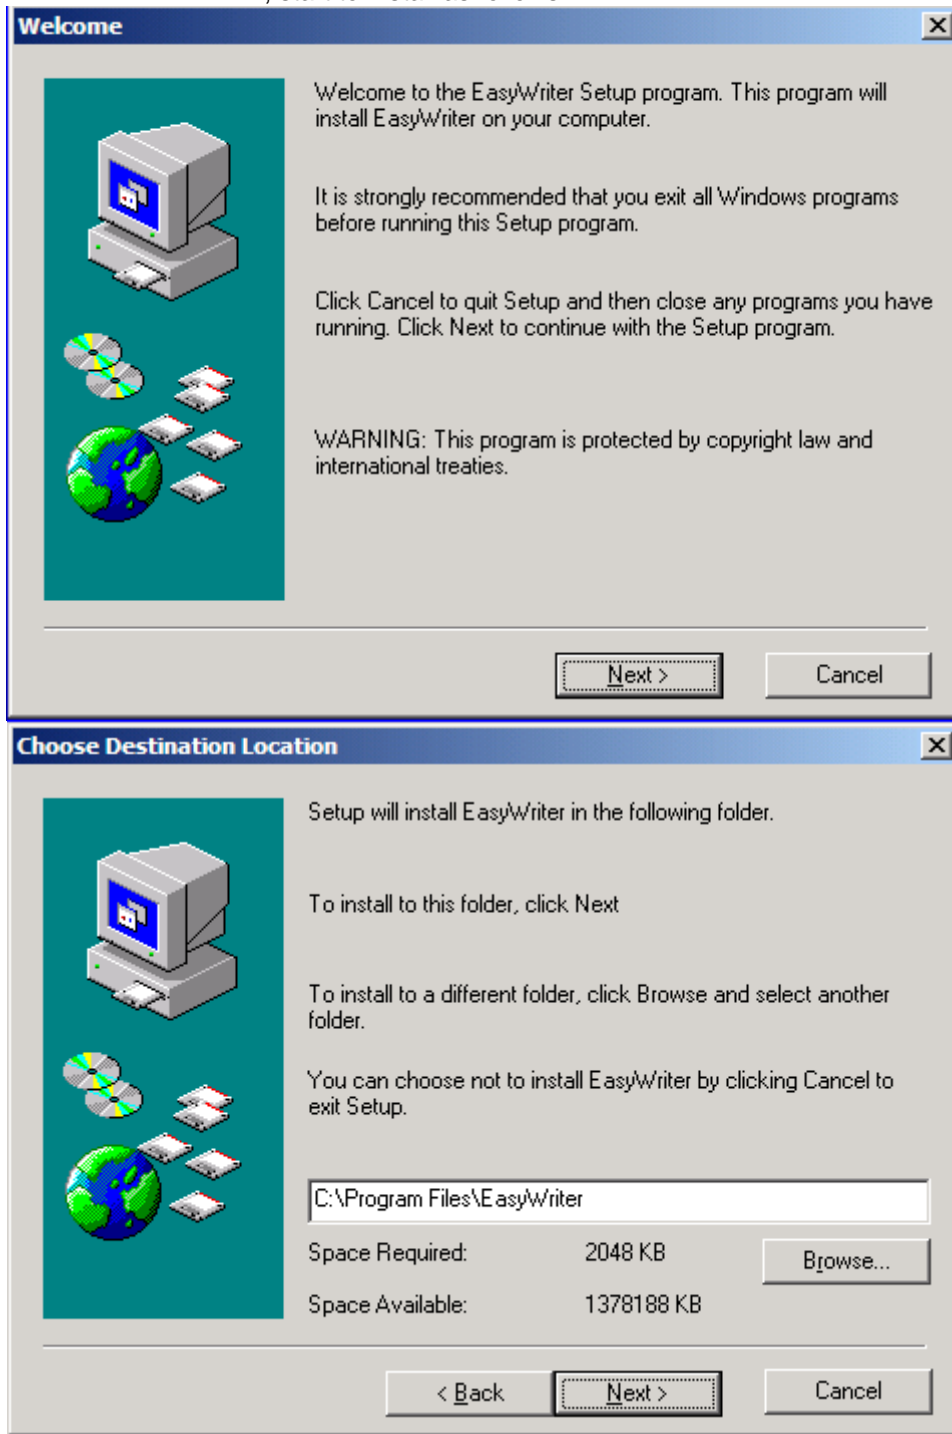 Welcome
Welcome to the EasyWriter Setup program. This program will
install EasyWriter on your computer.
It is strongly recommended that you exit all Windows programs
before running this Setup program.
Click Cancel to quit Setup and then close any programs you have
running. Click Next to continue with the Setup program.
WARNING: This program is protected by copyright law and
international treaties.
Next >
Cancel
Choose Destination Location
Setup will install EasyWriter in the following folder.
To install to this folder, click Next
To install to a different folder, click Browse and select another
folder.
You can choose not to install EasyWriter by clicking Cancel to
exit Setup.
C:\Program Files\EasyWriter
Space Required: 2048 KB
Browse...
Space Available: 1378188 KB
< Back
Next >
Cancel